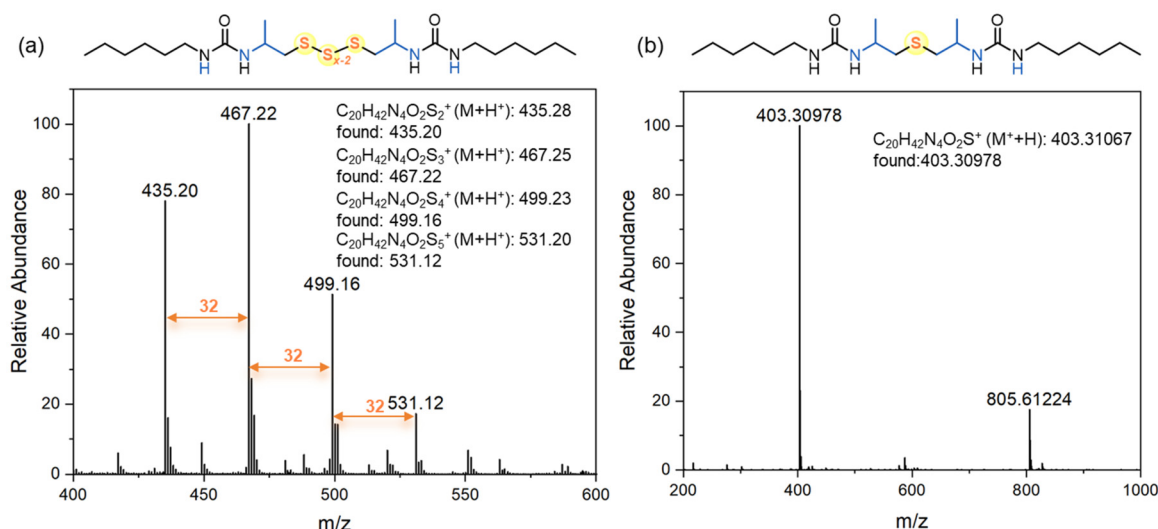 (a)
O
O
N
H
N
H
S
S
x-2
S
N
H
N
H
467.22
435.20
499.16
531.12
32
32
32
C₂₀H₄₂N₄O₂S₂⁺ (M+H⁺): 435.28
found: 435.20
C₂₀H₄₂N₄O₂S₃⁺ (M+H⁺): 467.25
found: 467.22
C₂₀H₄₂N₄O₂S₄⁺ (M+H⁺): 499.23
found: 499.16
C₂₀H₄₂N₄O₂S₅⁺ (M+H⁺): 531.20
found: 531.12
Relative Abundance
100
80
60
40
20
0
400 450 500 550 600
m/z
(b)
O
O
N
H
N
H
S
N
H
N
H
403.30978
C₂₀H₄₂N₄O₂S⁺ (M⁺+H): 403.31067
found:403.30978
805.61224
Relative Abundance
100
80
60
40
20
0
200 400 600 800 1000
m/z